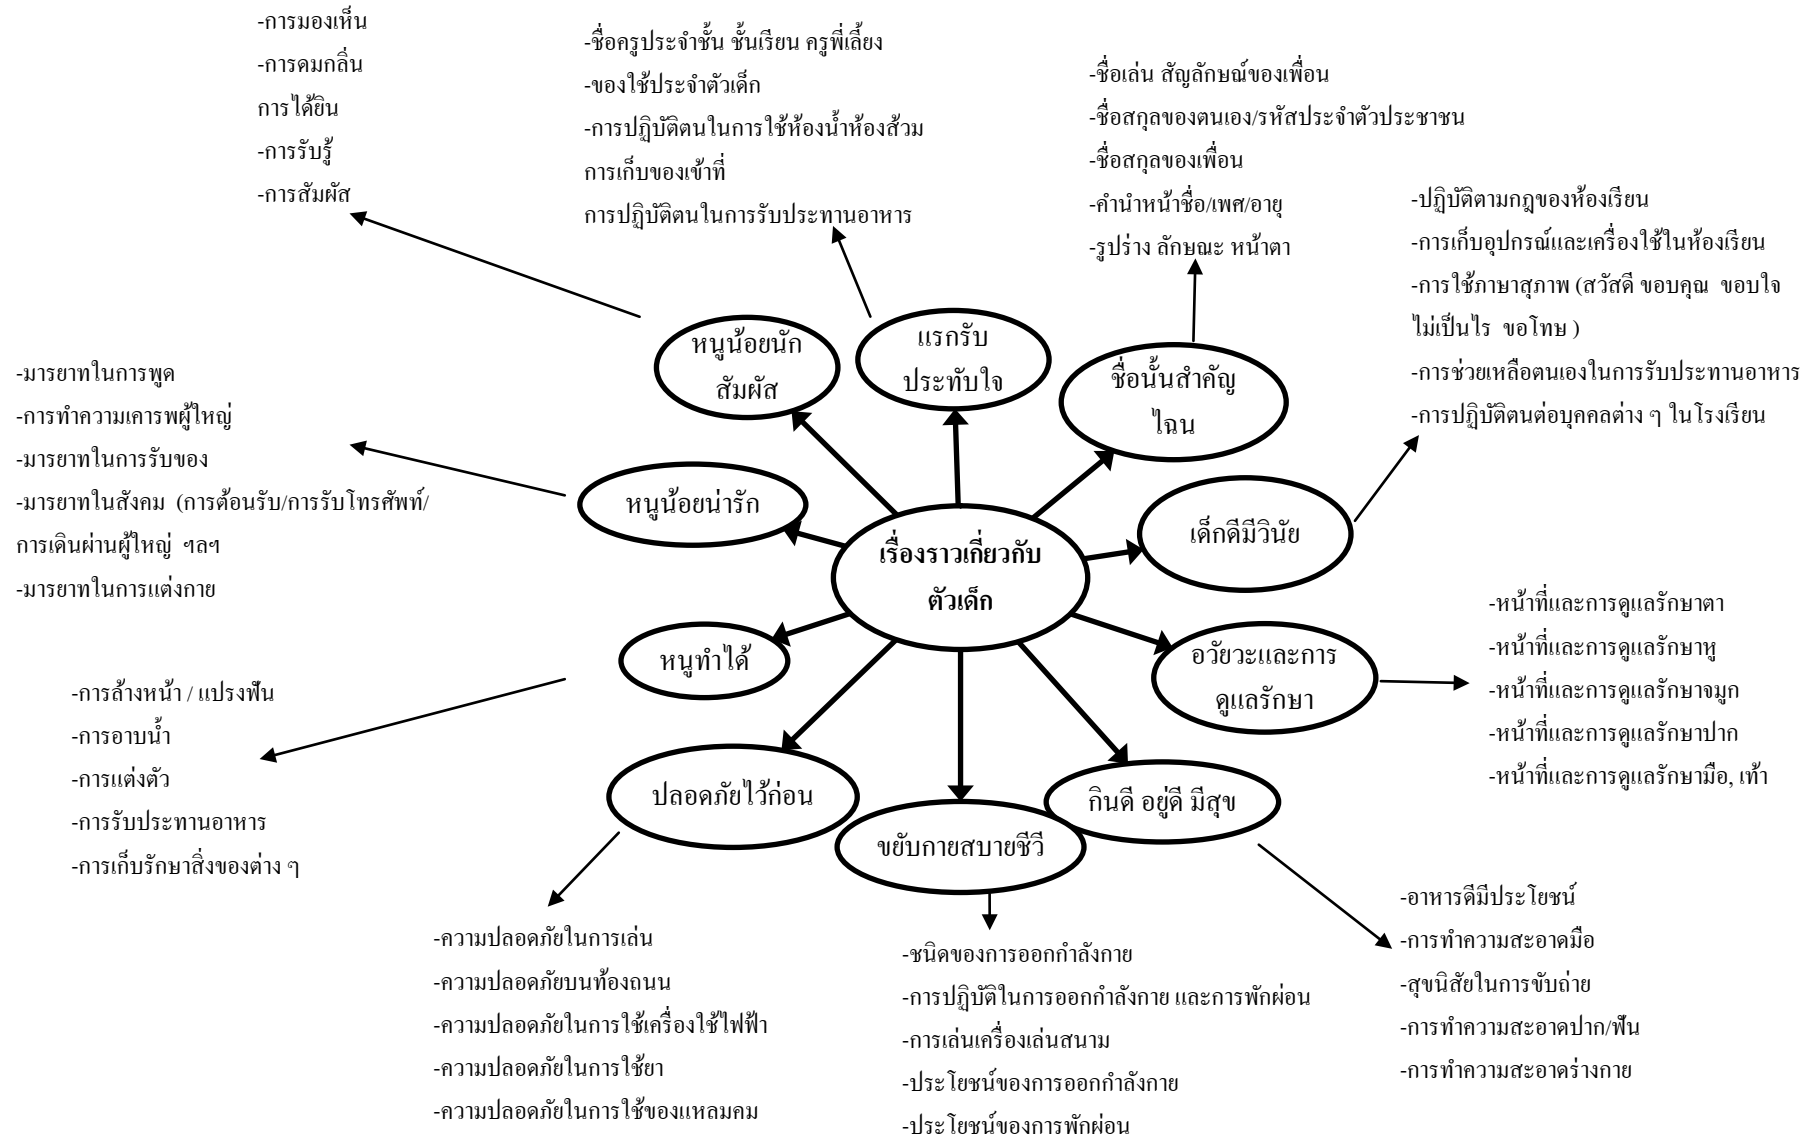 -การมองเห็น
-การดมกลิ่น
การได้ยิน
-การรับรู้
-การสัมผัส
-ชื่อครูประจำชั้น ชั้นเรียน ครูพี่เลี้ยง
-ของใช้ประจำตัวเด็ก
-การปฏิบัติตนในการใช้ห้องน้ำห้องส้วม
การเก็บของเข้าที่
การปฏิบัติตนในการรับประทานอาหาร
-ชื่อเล่น สัญลักษณ์ของเพื่อน
-ชื่อสกุลของตนเอง/รหัสประจำตัวประชาชน
-ชื่อสกุลของเพื่อน
-คำนำหน้าชื่อ/เพศ/อายุ
-รูปร่าง ลักษณะ หน้าตา
-ปฏิบัติตามกฎของห้องเรียน
-การเก็บอุปกรณ์และเครื่องใช้ในห้องเรียน
-การใช้ภาษาสุภาพ (สวัสดี ขอบคุณ  ขอบใจ
ไม่เป็นไร  ขอโทษ )
-การช่วยเหลือตนเองในการรับประทานอาหาร
-การปฏิบัติตนต่อบุคคลต่าง ๆ ในโรงเรียน
หนูน้อยนัก
สัมผัส
แรกรับ
ประทับใจ
ชื่อนั้นสำคัญ
ไฉน
-มารยาทในการพูด
-การทำความเคารพผู้ใหญ่
-มารยาทในการรับของ
-มารยาทในสังคม  (การต้อนรับ/การรับโทรศัพท์/
การเดินผ่านผู้ใหญ่  ฯลฯ
-มารยาทในการแต่งกาย
หนูน้อยน่ารัก
เด็กดีมีวินัย
เรื่องราวเกี่ยวกับ
ตัวเด็ก
หนูทำได้
อวัยวะและการ
ดูแลรักษา
-หน้าที่และการดูแลรักษาตา
-หน้าที่และการดูแลรักษาหู
-หน้าที่และการดูแลรักษาจมูก
-หน้าที่และการดูแลรักษาปาก
-หน้าที่และการดูแลรักษามือ, เท้า
-การล้างหน้า / แปรงฟัน
-การอาบน้ำ
-การแต่งตัว
-การรับประทานอาหาร
-การเก็บรักษาสิ่งของต่าง ๆ
ปลอดภัยไว้ก่อน
ขยับกายสบายชีวี
กินดี อยู่ดี มีสุข
-ความปลอดภัยในการเล่น
-ความปลอดภัยบนท้องถนน
-ความปลอดภัยในการใช้เครื่องใช้ไฟฟ้า
-ความปลอดภัยในการใช้ยา
-ความปลอดภัยในการใช้ของแหลมคม
-ชนิดของการออกกำลังกาย
-การปฏิบัติในการออกกำลังกาย และการพักผ่อน
-การเล่นเครื่องเล่นสนาม
-ประโยชน์ของการออกกำลังกาย
-ประโยชน์ของการพักผ่อน
-อาหารดีมีประโยชน์
-การทำความสะอาดมือ
-สุขนิสัยในการขับถ่าย
-การทำความสะอาดปาก/ฟัน
-การทำความสะอาดร่างกาย